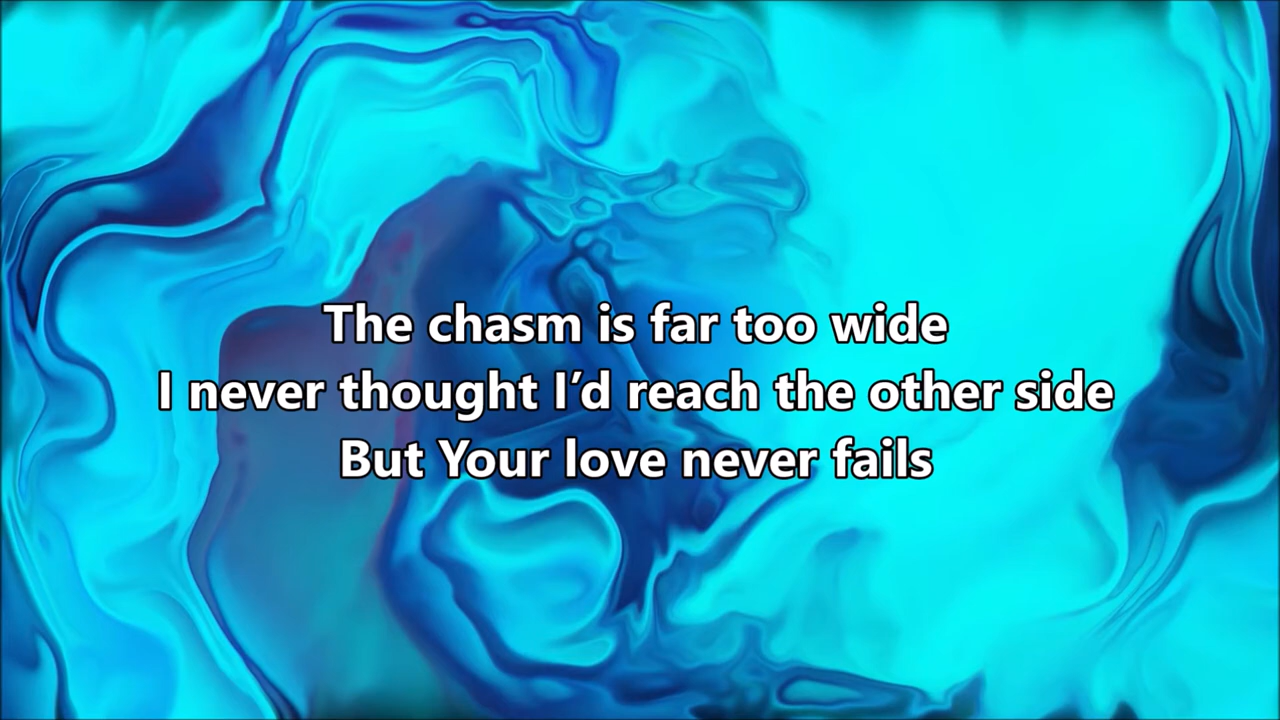 The chasm is far too wide
I never thought I’d reach the other side
But Your love never fails